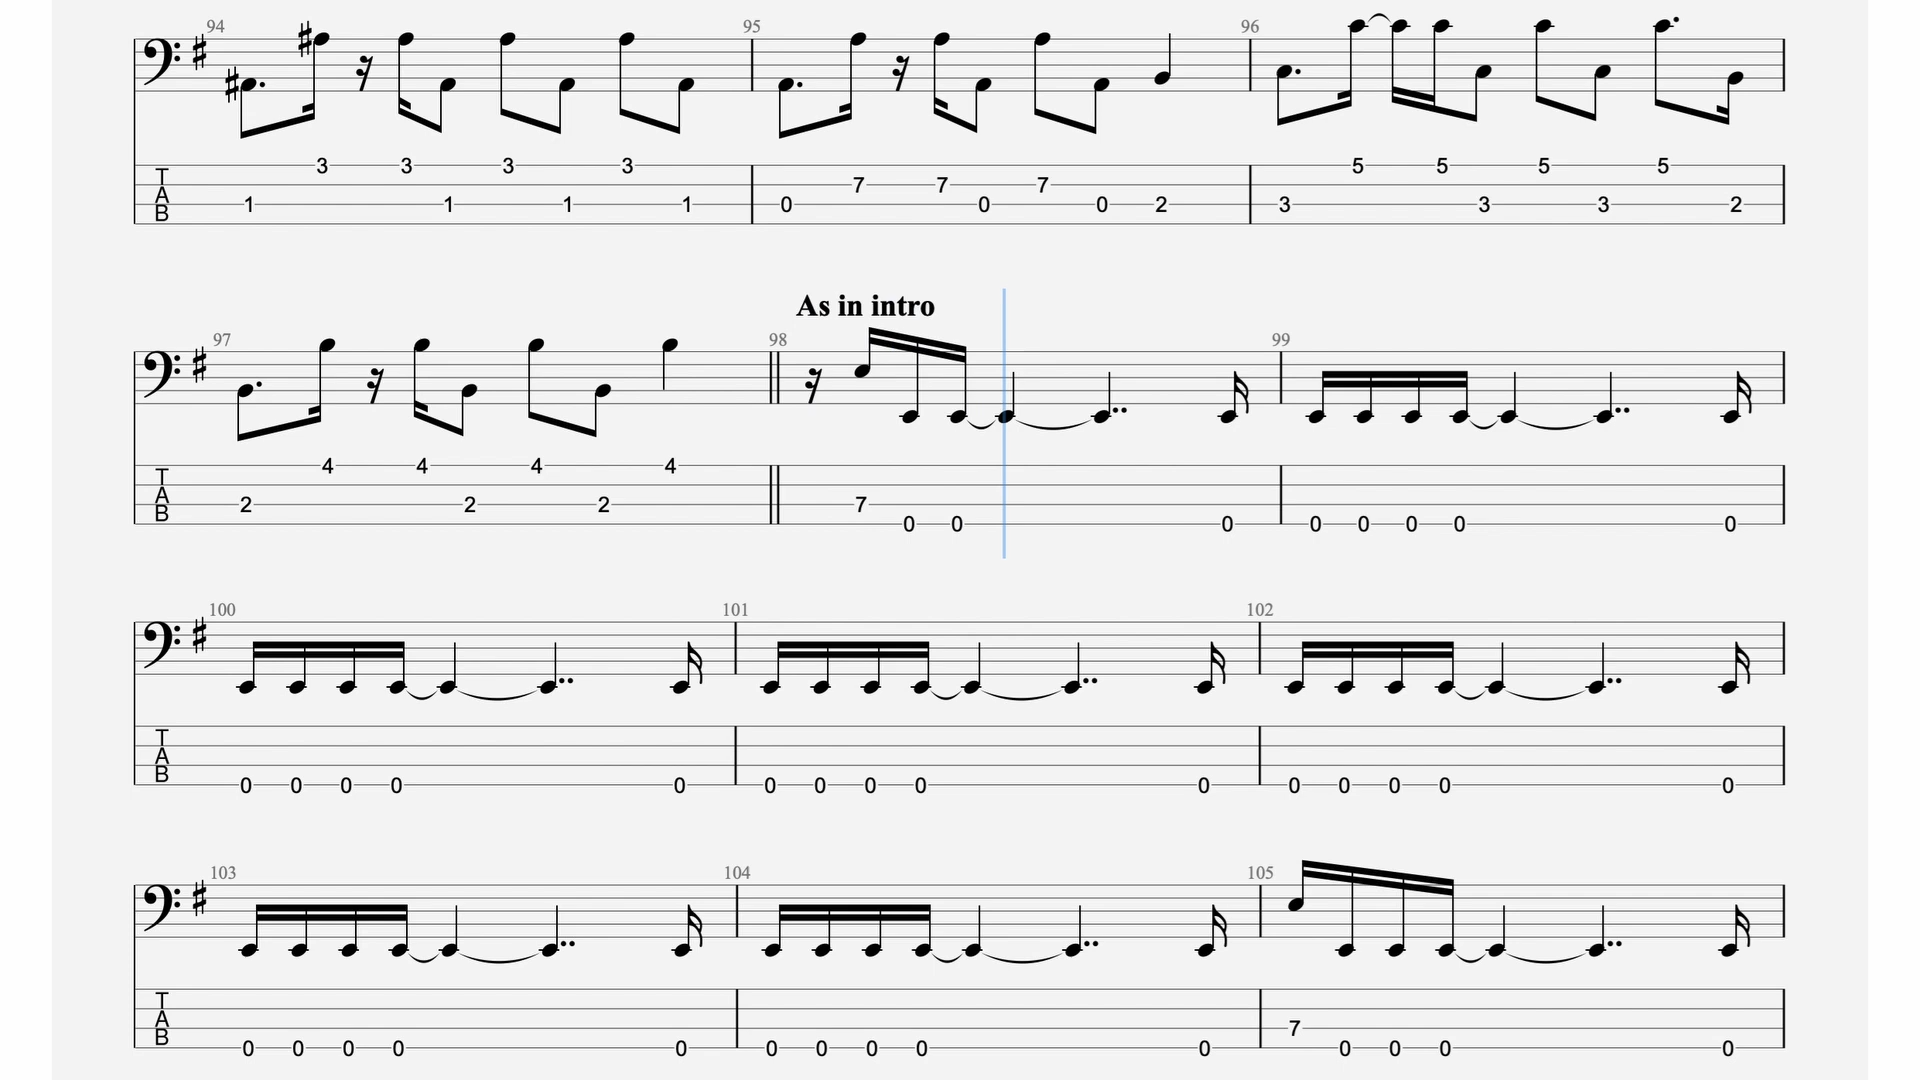 94 95 96
3 3 3 3 5 5 5 5
T 7 7 7
A 1 1 1 1 0 0 0 2 3 3 3 2
B
As in intro
97 98 99
4 4 4 4
T
A 2 2 2 7
B 0 0 0 0 0 0 0 0
100 101 102
T
A
B
0 0 0 0 0 0 0 0 0 0 0 0 0 0 0
103 104 105
T
A
B 7
0 0 0 0 0 0 0 0 0 0 0 0 0 0